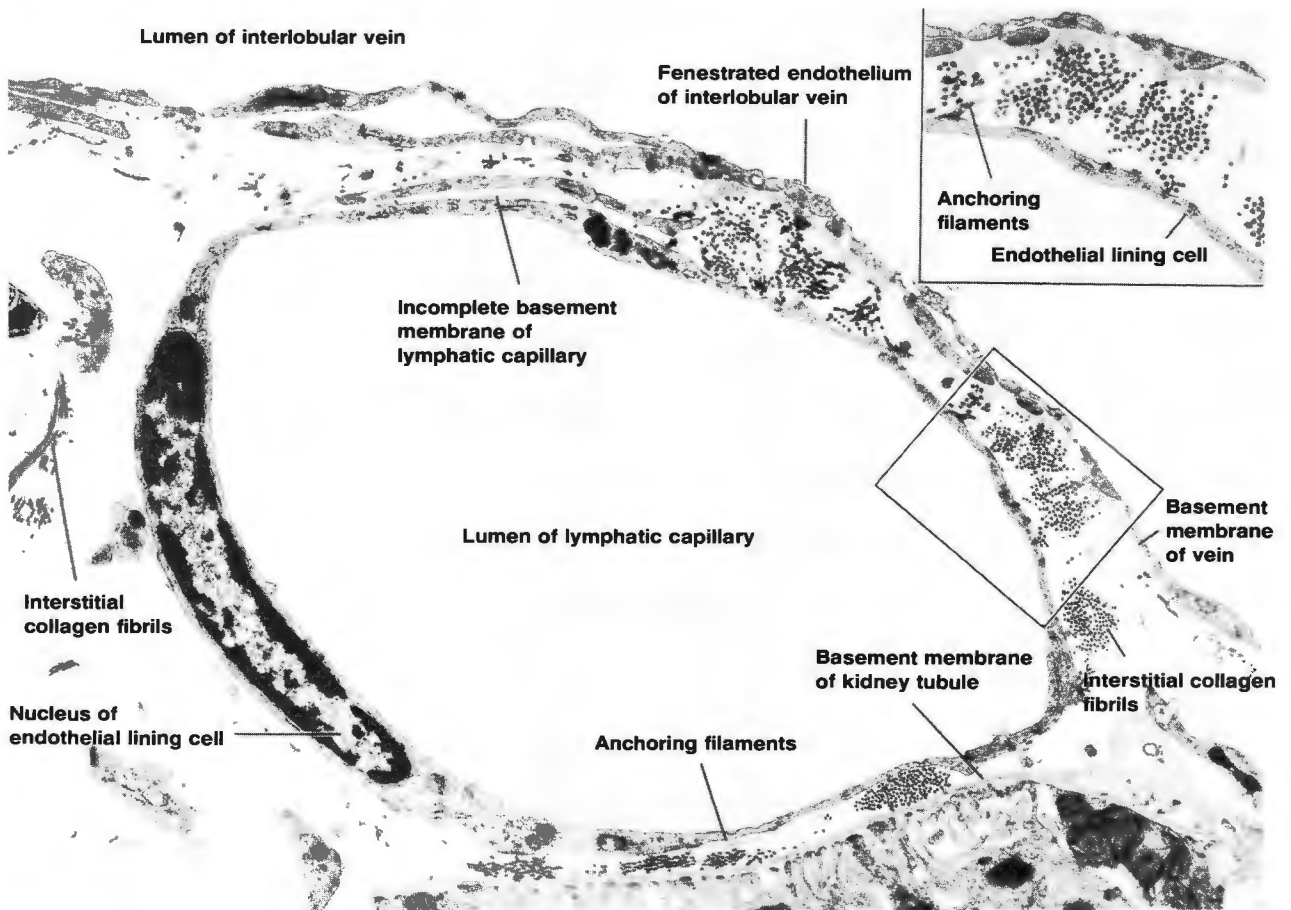 Lumen of interlobular vein
Fenestrated endothelium
of interlobular vein
Anchoring
filaments
Endothelial lining cell
Incomplete basement
membrane of
lymphatic capillary
Lumen of lymphatic capillary
Basement
membrane
of vein
Interstitial
collagen fibrils
Basement membrane
of kidney tubule
Interstitial collagen
fibrils
Nucleus of
endothelial lining cell
Anchoring filaments